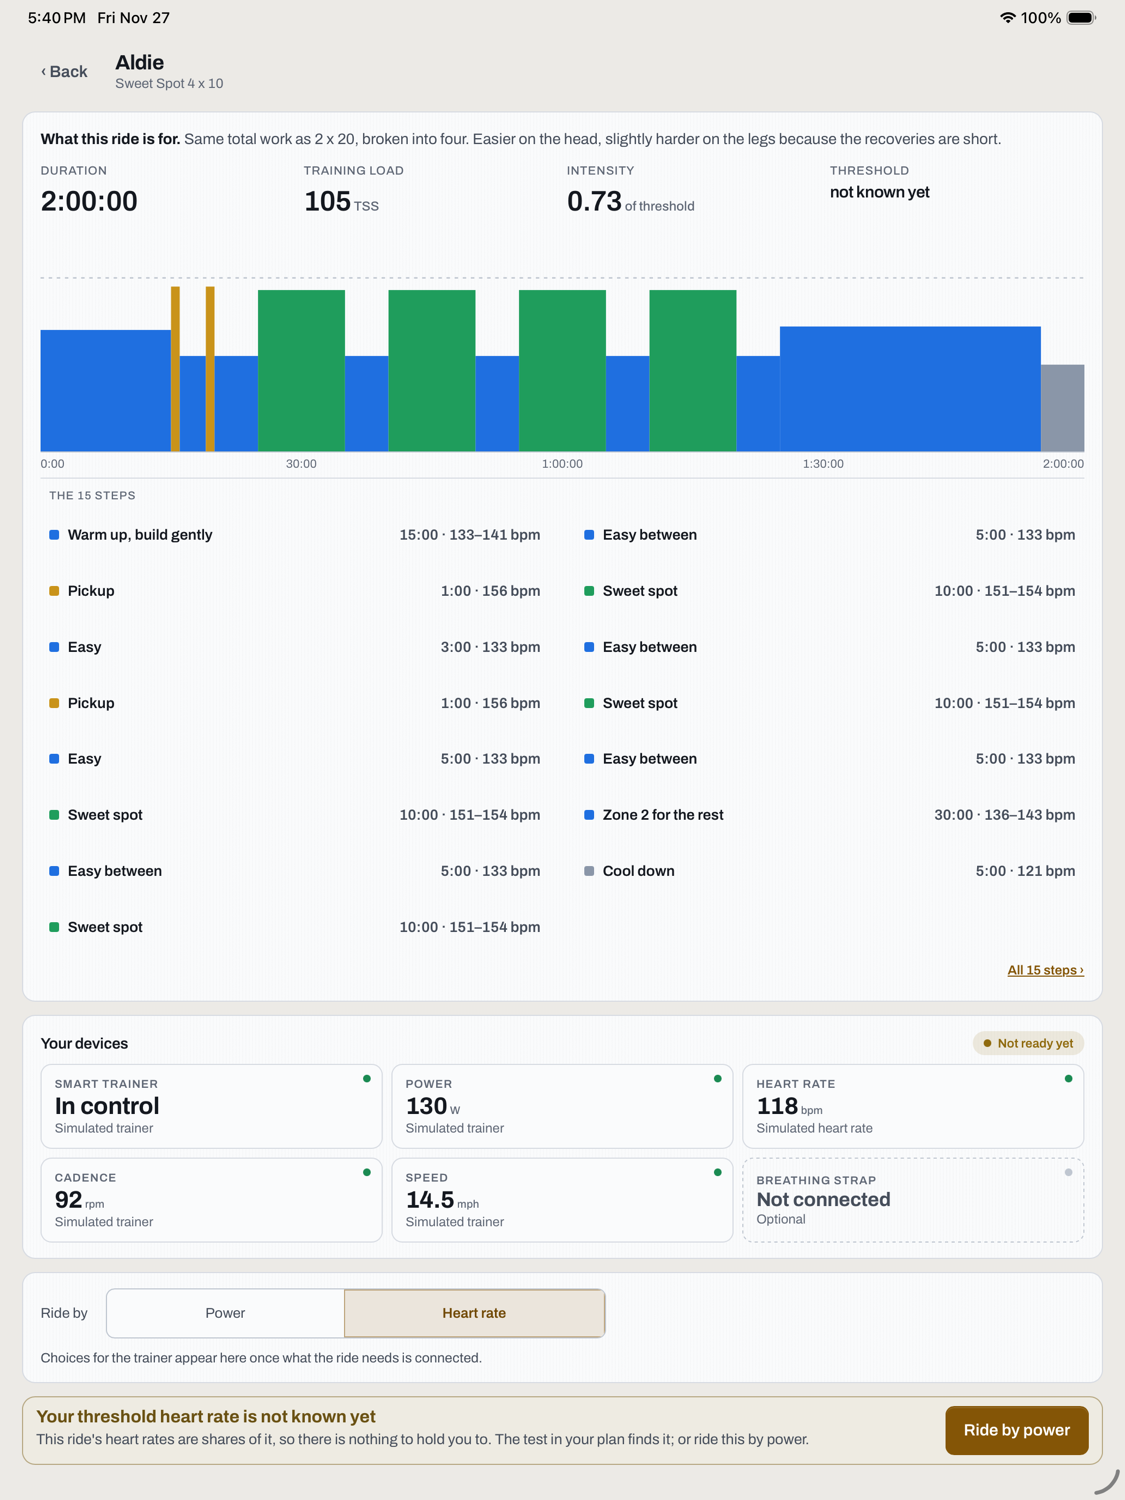 5:40 PM Fri Nov 27
100%
‹ Back
Aldie
Sweet Spot 4 x 10
What this ride is for. Same total work as 2 x 20, broken into four. Easier on the head, slightly harder on the legs because the recoveries are short.
DURATION
2:00:00
TRAINING LOAD
105 TSS
INTENSITY
0.73 of threshold
THRESHOLD
not known yet
0:00 30:00 1:00:00 1:30:00 2:00:00
THE 15 STEPS
Warm up, build gently 15:00 · 133–141 bpm
Pickup 1:00 · 156 bpm
Easy 3:00 · 133 bpm
Pickup 1:00 · 156 bpm
Easy 5:00 · 133 bpm
Sweet spot 10:00 · 151–154 bpm
Easy between 5:00 · 133 bpm
Sweet spot 10:00 · 151–154 bpm
Easy between 5:00 · 133 bpm
Sweet spot 10:00 · 151–154 bpm
Easy between 5:00 · 133 bpm
Sweet spot 10:00 · 151–154 bpm
Easy between 5:00 · 133 bpm
Zone 2 for the rest 30:00 · 136–143 bpm
Cool down 5:00 · 121 bpm
All 15 steps ›
Your devices
Not ready yet
SMART TRAINER
In control
Simulated trainer
POWER
130 W
Simulated trainer
HEART RATE
118 bpm
Simulated heart rate
CADENCE
92 rpm
Simulated trainer
SPEED
14.5 mph
Simulated trainer
BREATHING STRAP
Not connected
Optional
Ride by
Power
Heart rate
Choices for the trainer appear here once what the ride needs is connected.
Your threshold heart rate is not known yet
This ride's heart rates are shares of it, so there is nothing to hold you to. The test in your plan finds it; or ride this by power.
Ride by power